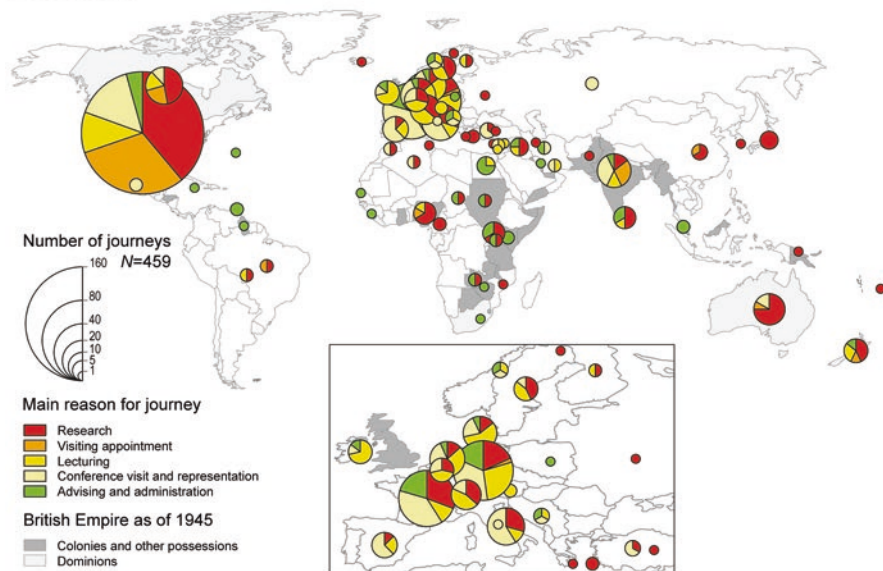 Number of journeys
N=459
160
80
40
20
10
5
1
Main reason for journey
Research
Visiting appointment
Lecturing
Conference visit and representation
Advising and administration
British Empire as of 1945
Colonies and other possessions
Dominions